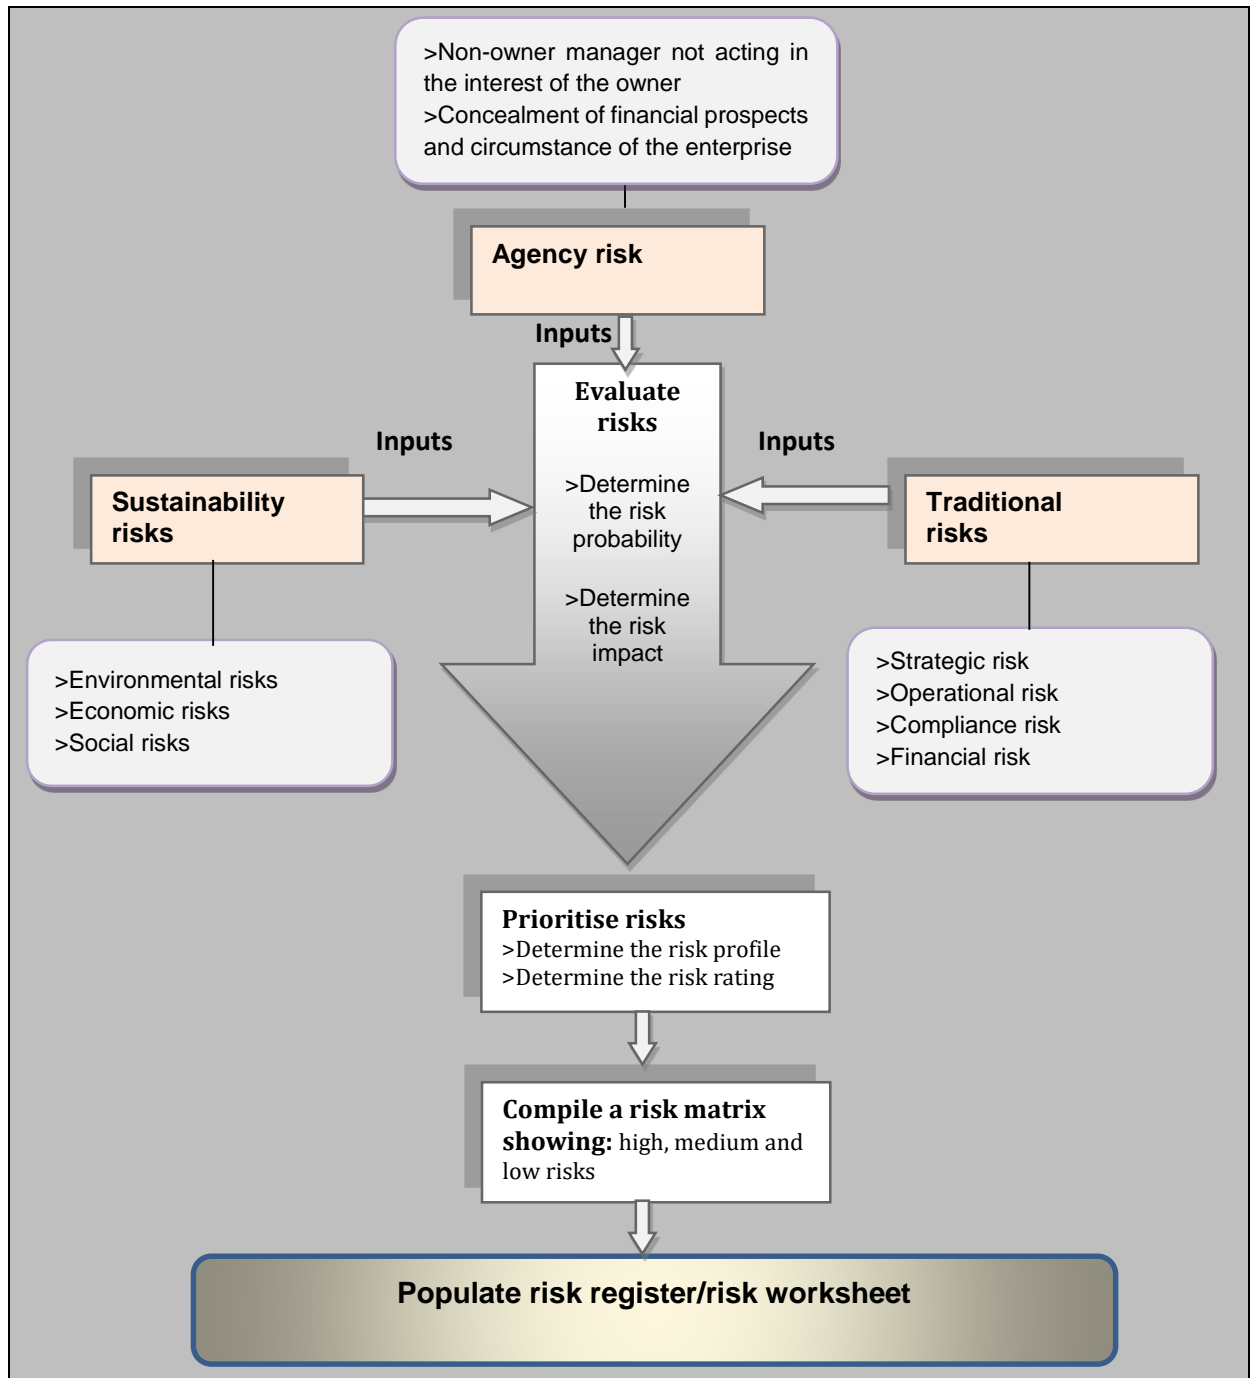 >Non-owner manager not acting in
the interest of the owner
>Concealment of financial prospects
and circumstance of the enterprise
Agency risk
Inputs
Evaluate
risks
>Determine
the risk
probability
>Determine
the risk
impact
Inputs
Sustainability
risks
>Environmental risks
>Economic risks
>Social risks
Inputs
Traditional
risks
>Strategic risk
>Operational risk
>Compliance risk
>Financial risk
Prioritise risks
>Determine the risk profile
>Determine the risk rating
Compile a risk matrix
showing: high, medium and
low risks
Populate risk register/risk worksheet